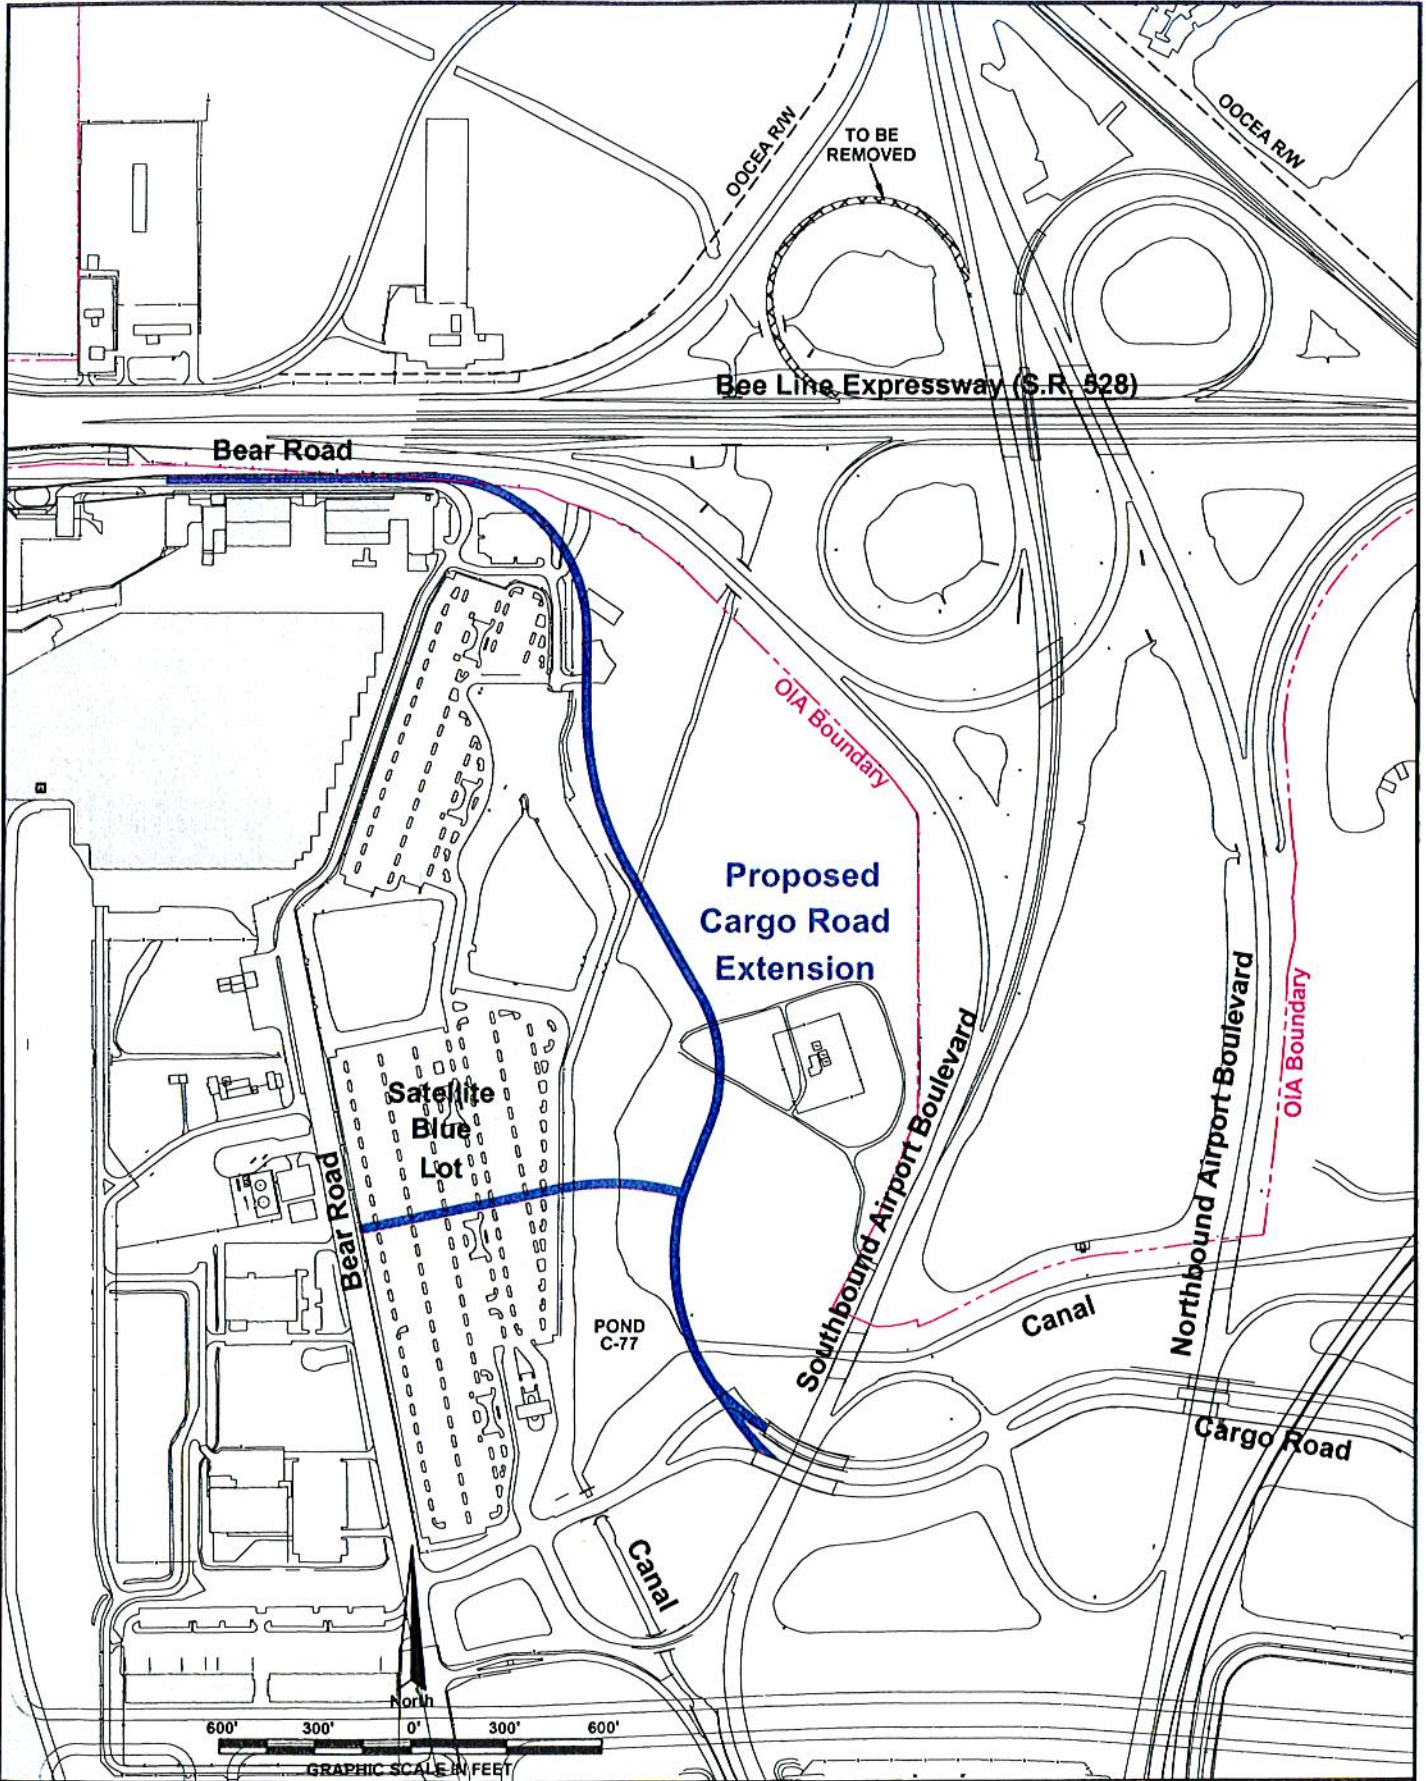 OOCEA R/W
TO BE
REMOVED
OOCEA R/W
Bee Line Expressway (S.R. 528)
Bear Road
OIA Boundary
Proposed
Cargo Road
Extension
Satellite
Blue
Lot
Bear Road
Southbound Airport Boulevard
Northbound Airport Boulevard
OIA Boundary
POND
C-77
Canal
Cargo Road
Canal
North
600' 300' 0' 300' 600'
GRAPHIC SCALE IN FEET